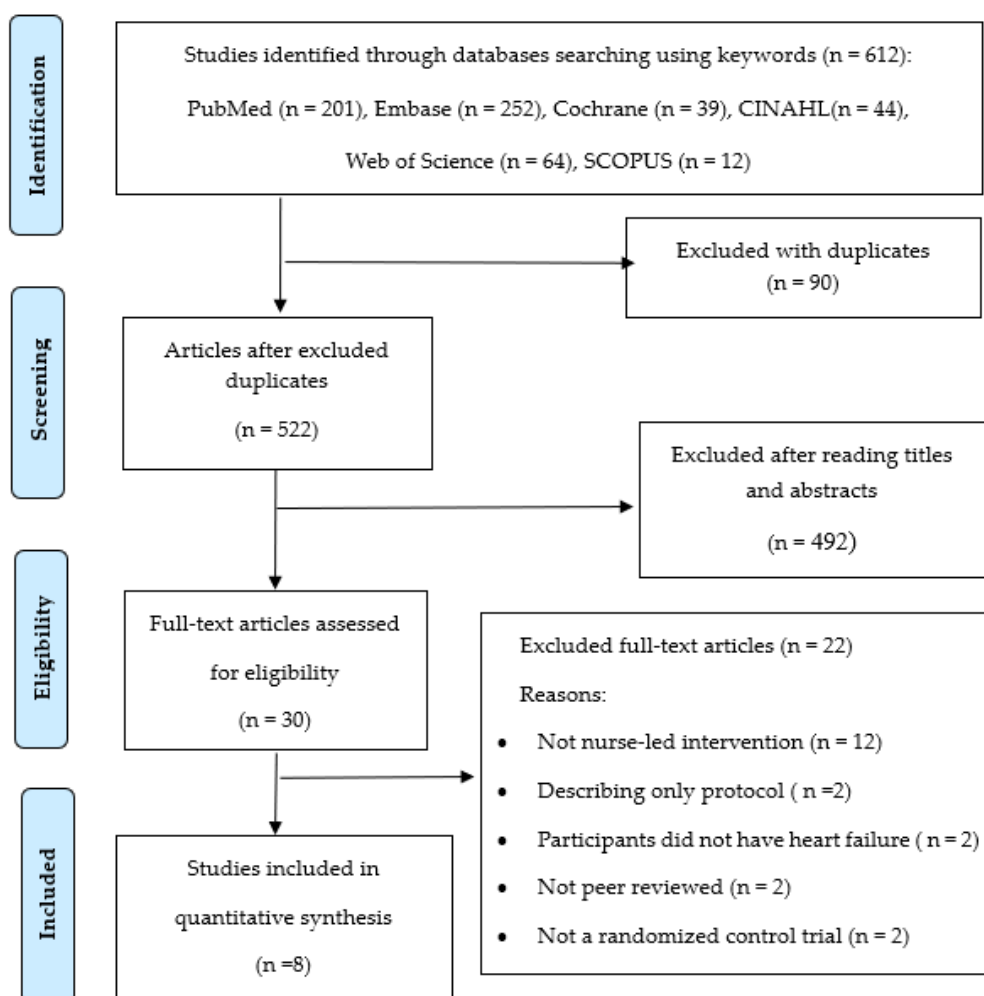 Identification
Studies identified through databases searching using keywords (n = 612):
PubMed (n = 201), Embase (n = 252), Cochrane (n = 39), CINAHL(n = 44),
Web of Science (n = 64), SCOPUS (n = 12)
Excluded with duplicates
(n = 90)
Screening
Articles after excluded
duplicates
(n = 522)
Excluded after reading titles
and abstracts
(n = 492)
Eligibility
Full-text articles assessed
for eligibility
(n = 30)
Excluded full-text articles (n = 22)
Reasons:
• Not nurse-led intervention (n = 12)
• Describing only protocol ( n =2)
• Participants did not have heart failure ( n = 2)
• Not peer reviewed (n = 2)
• Not a randomized control trial (n = 2)
Included
Studies included in
quantitative synthesis
(n =8)